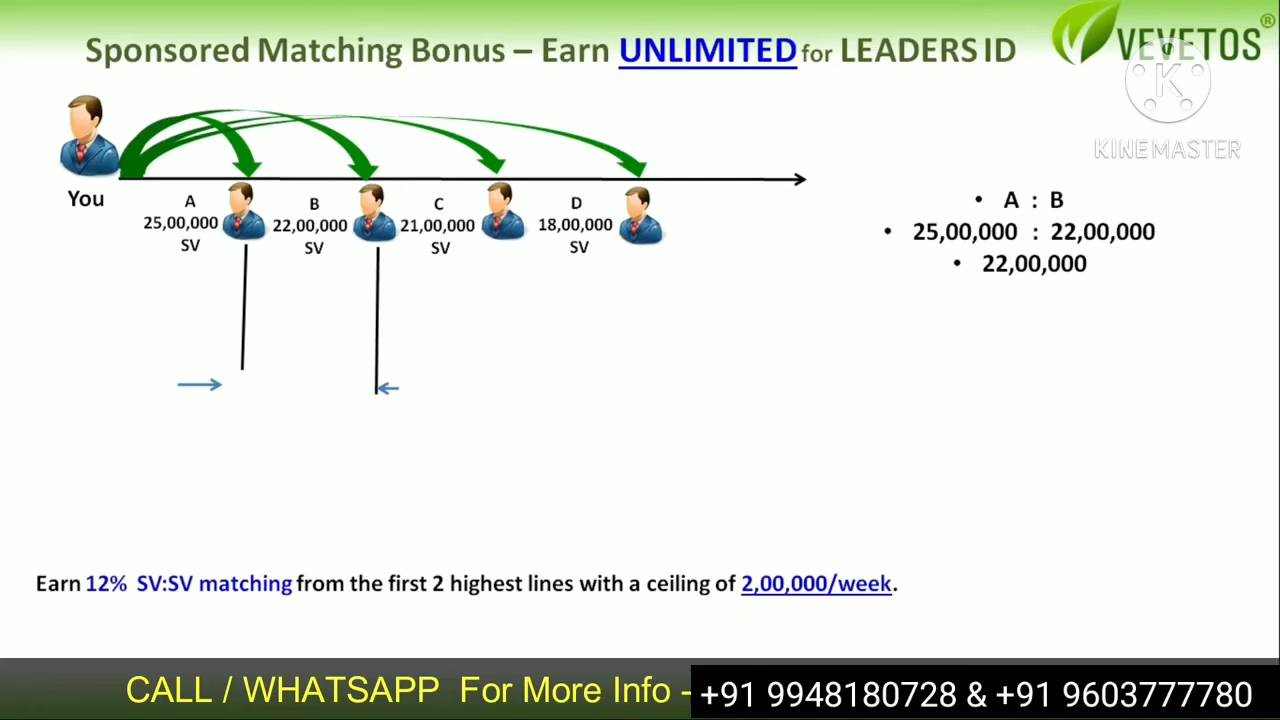 Sponsored Matching Bonus – Earn UNLIMITED for LEADERS ID
VEVETOS®
K
KINEMASTER
You
A
25,00,000
SV
B
22,00,000
SV
C
21,00,000
SV
D
18,00,000
SV
• A : B
• 25,00,000 : 22,00,000
• 22,00,000
Earn 12% SV:SV matching from the first 2 highest lines with a ceiling of 2,00,000/week.
CALL / WHATSAPP For More Info - +91 9948180728 & +91 9603777780